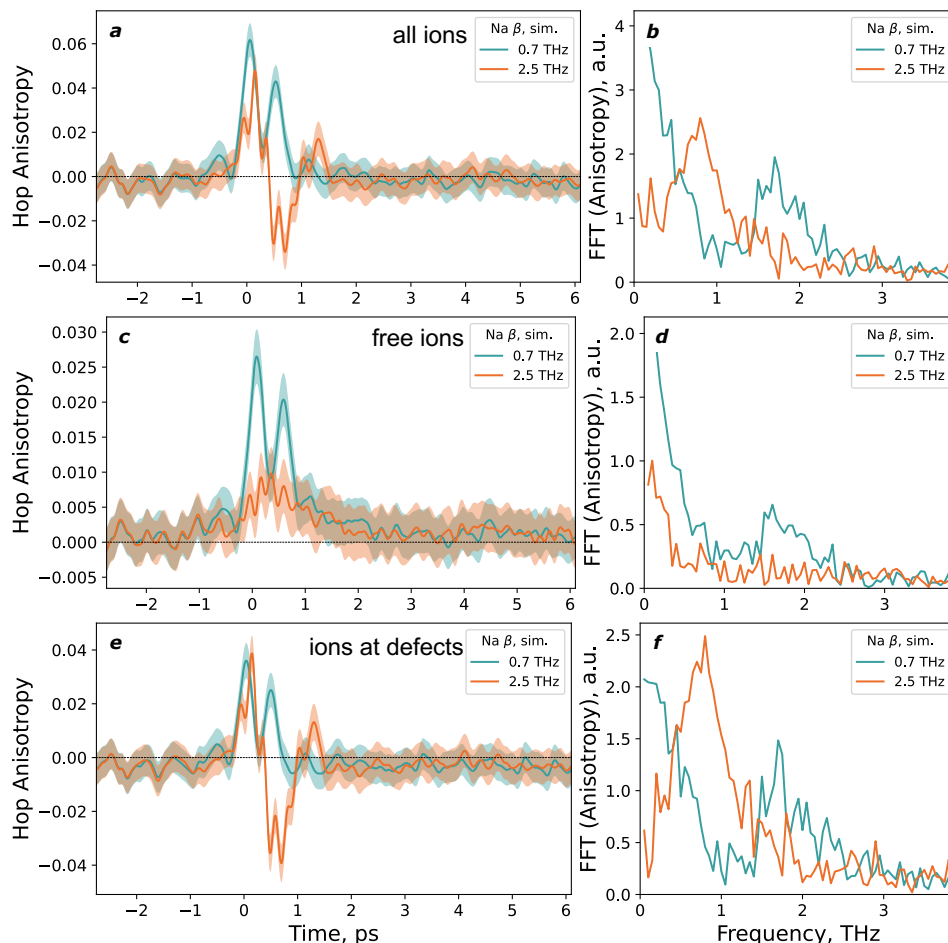 a
all ions
Na β, sim.
0.7 THz
2.5 THz
Hop Anisotropy
0.06
0.04
0.02
0.00
−0.02
−0.04
−2 −1 0 1 2 3 4 5 6
b
Na β, sim.
0.7 THz
2.5 THz
FFT (Anisotropy), a.u.
4
3
2
1
0
0 1 2 3
c
free ions
Na β, sim.
0.7 THz
2.5 THz
Hop Anisotropy
0.030
0.025
0.020
0.015
0.010
0.005
0.000
−0.005
−2 −1 0 1 2 3 4 5 6
d
Na β, sim.
0.7 THz
2.5 THz
FFT (Anisotropy), a.u.
2.0
1.5
1.0
0.5
0.0
0 1 2 3
e
ions at defects
Na β, sim.
0.7 THz
2.5 THz
Hop Anisotropy
0.04
0.02
0.00
−0.02
−0.04
−2 −1 0 1 2 3 4 5 6
Time, ps
f
Na β, sim.
0.7 THz
2.5 THz
FFT (Anisotropy), a.u.
2.5
2.0
1.5
1.0
0.5
0.0
0 1 2 3
Frequency, THz